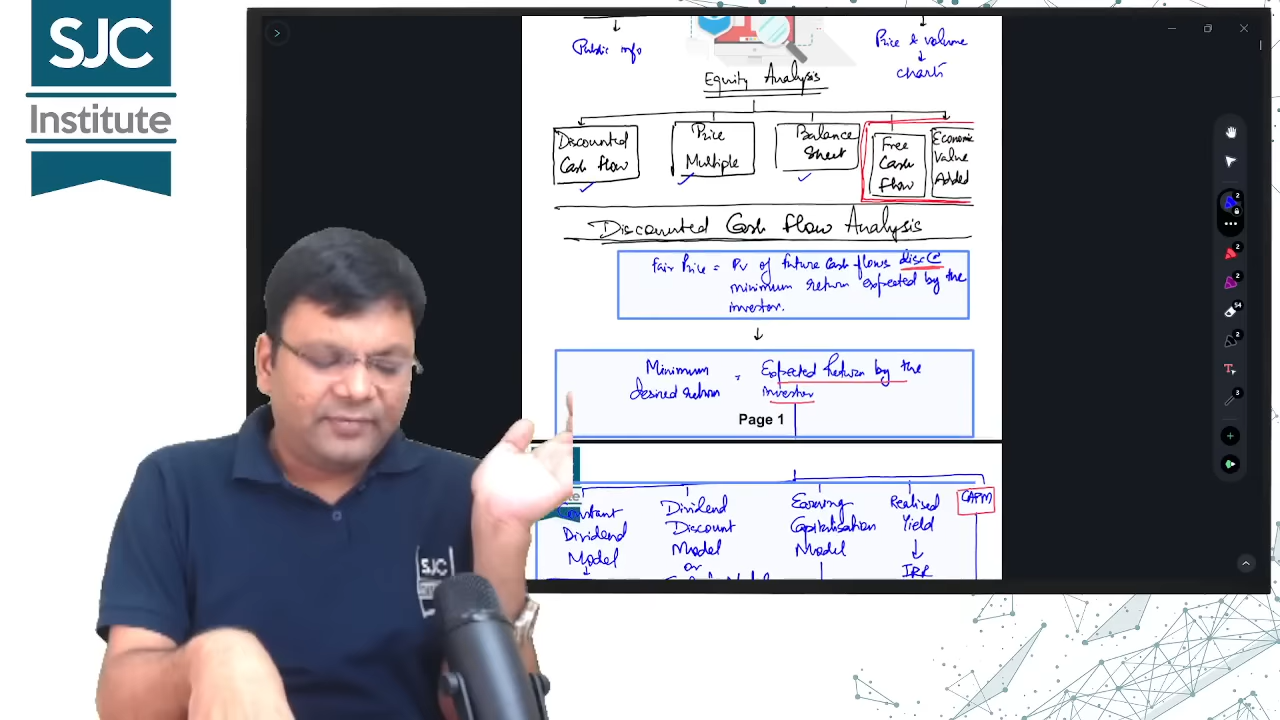 SJC
Institute
Public info
Price & volume
charts
Equity Analysis
Discounted
Cash flow
Price
Multiple
Balance
Sheet
Free
Cash
flow
Economic
Value
Added
Discounted Cash flow Analysis
Fair Price = PV of future cash flows disc@
minimum return expected by the
investor.
Minimum
desired return = Expected Return by the
investor
Page 1
Constant
Dividend
Model
Dividend
Discount
Model
or
Earning
Capitalisation
Model
Realised
Yield
IRR
CAPM
SJC